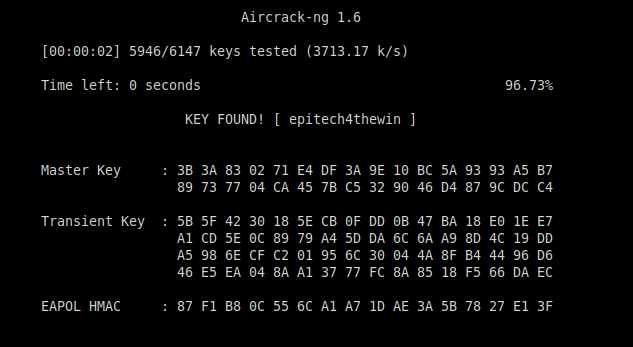 Aircrack-ng 1.6
[00:00:02] 5946/6147 keys tested (3713.17 k/s)
Time left: 0 seconds 96.73%
KEY FOUND! [ epitech4thewin ]
Master Key : 3B 3A 83 02 71 E4 DF 3A 9E 10 BC 5A 93 93 A5 B7
89 73 77 04 CA 45 7B C5 32 90 46 D4 87 9C DC C4
Transient Key : 5B 5F 42 30 18 5E CB 0F DD 0B 47 BA 18 E0 1E E7
A1 CD 5E 0C 89 79 A4 5D DA 6C 6A A9 8D 4C 19 DD
A5 98 6E CF C2 01 95 6C 30 04 4A 8F B4 44 96 D6
46 E5 EA 04 8A A1 37 77 FC 8A 85 18 F5 66 DA EC
EAPOL HMAC : 87 F1 B8 0C 55 6C A1 A7 1D AE 3A 5B 78 27 E1 3F